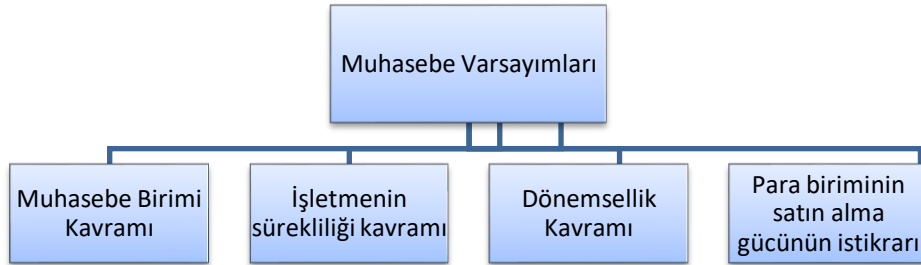 Muhasebe Varsayımları
Muhasebe Birimi
Kavramı
İşletmenin
sürekliliği kavramı
Dönemsellik
Kavramı
Para biriminin
satın alma
gücünün istikrarı